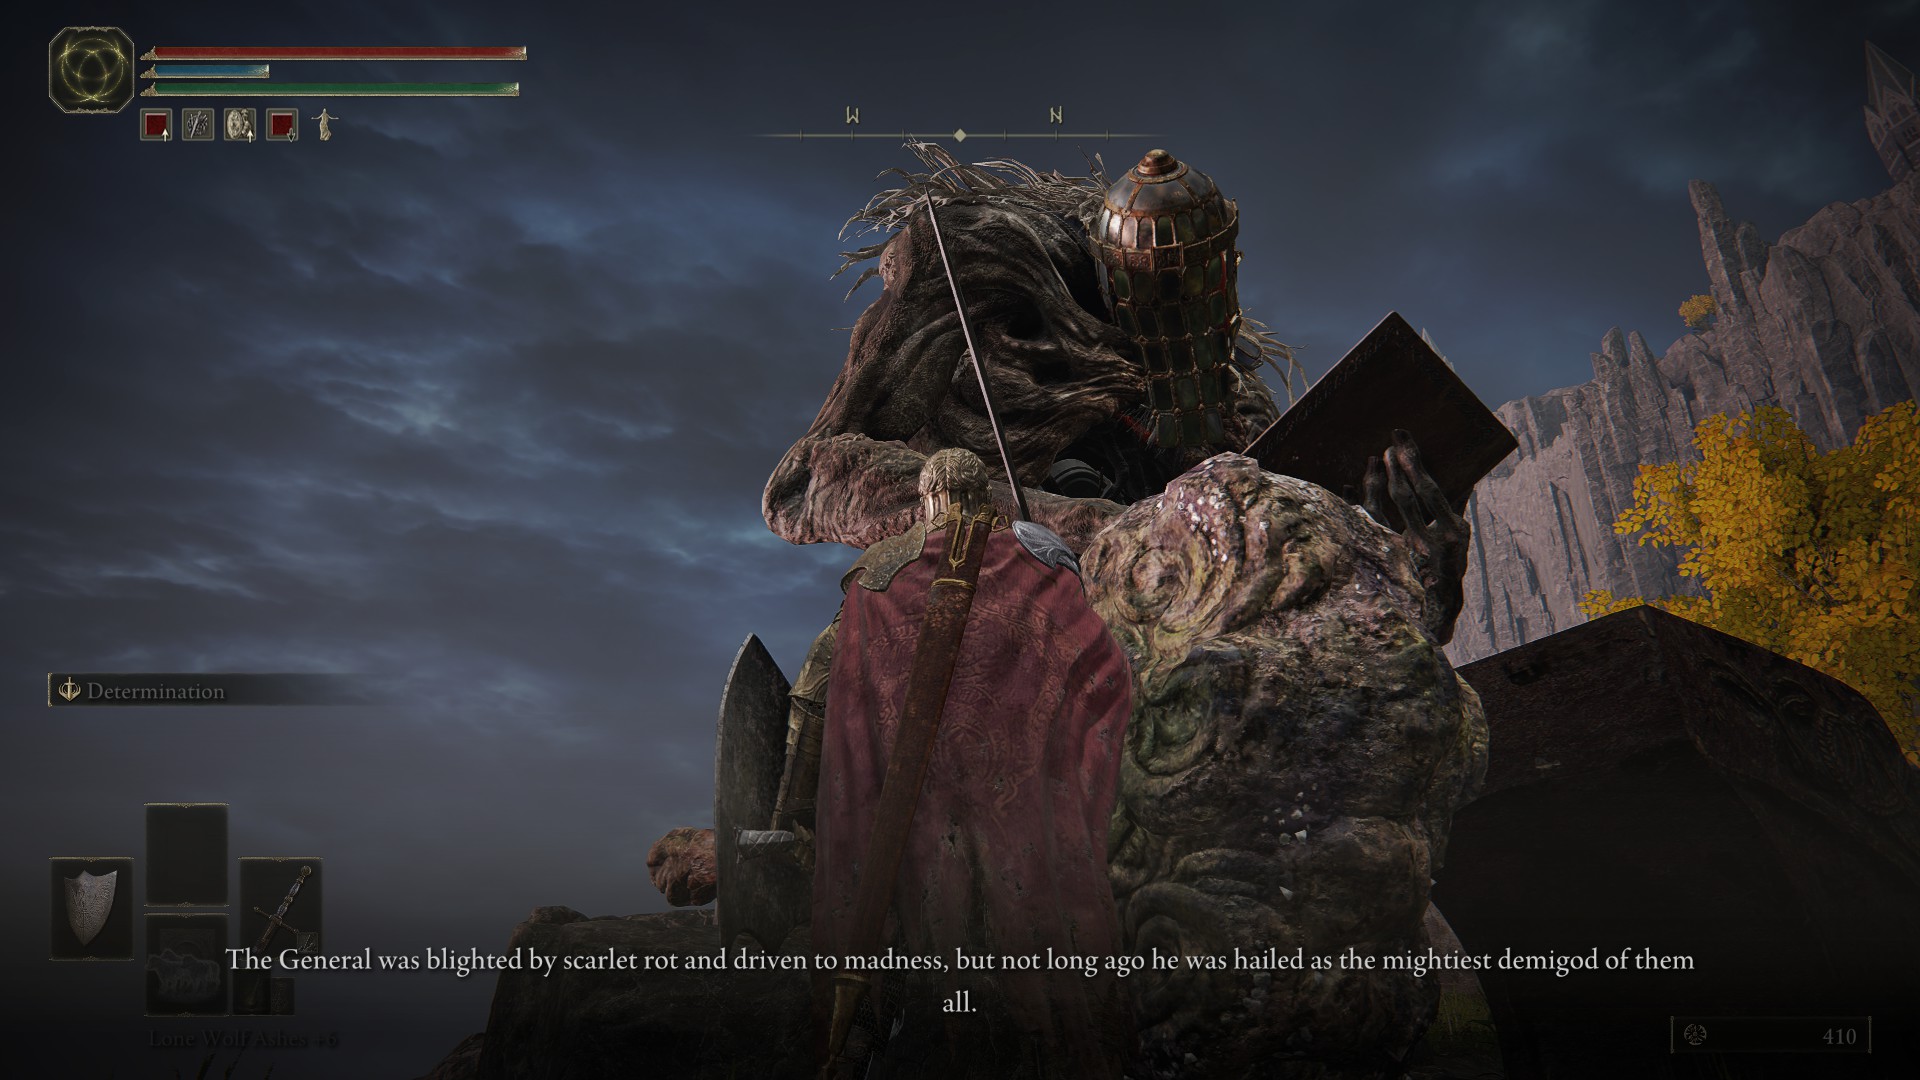 W
N
Determination
The General was blighted by scarlet rot and driven to madness, but not long ago he was hailed as the mightiest demigod of them
all.
Lone Wolf Ashes +6
410